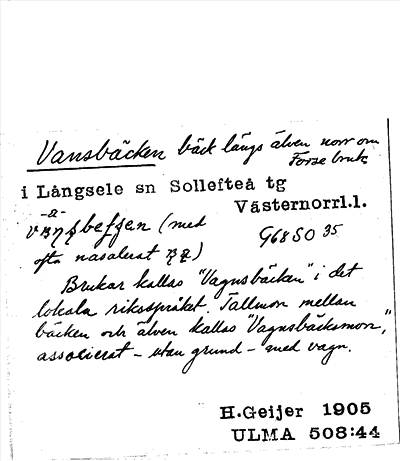 Vansbäcken bäck längs älven norr om
Forse bruk
i Långsele sn Sollefteå tg
Västernorrl.l.
-a-
(med
ofta nasalerat
G68SO 35
Brukar kallas "Vagnsbäcken" i det
lokala riksspråket. Tallmon mellan
bäcken och älven kallas "Vagnsbäcksmon,"
associerat - utan grund - med vagn.
H.Geijer 1905
ULMA 508:44